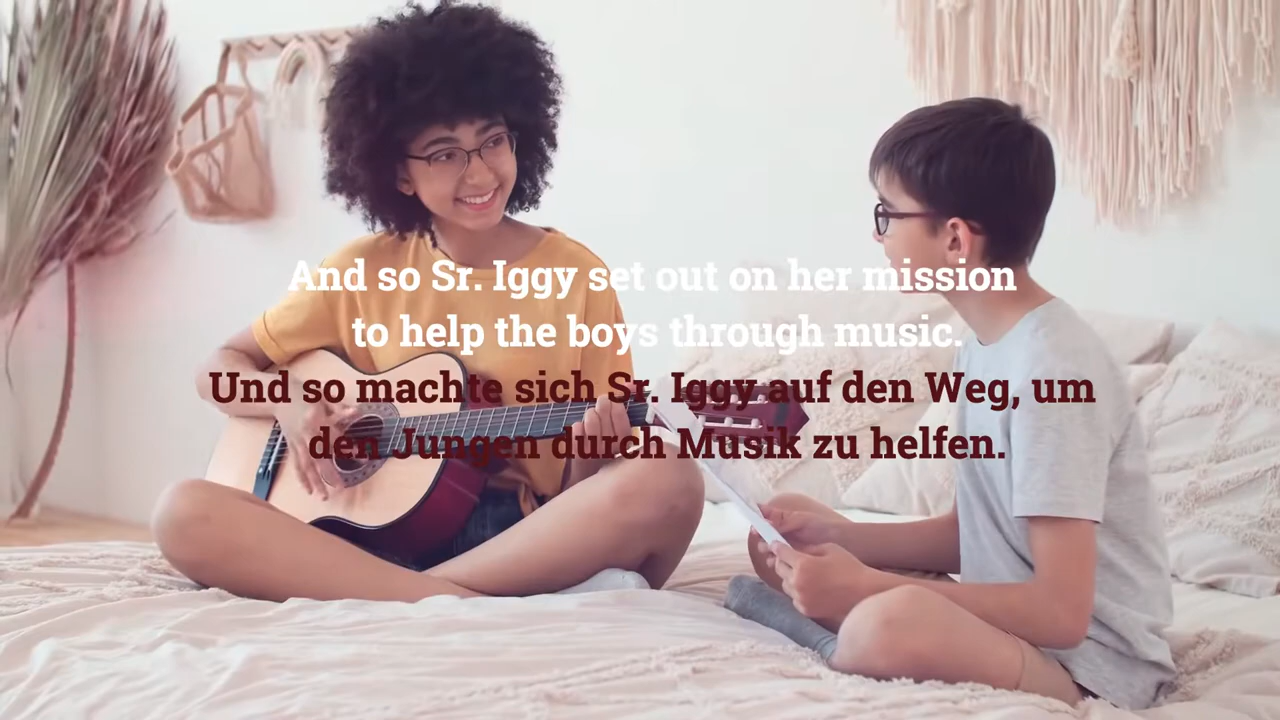 And so Sr. Iggy set out on her mission
to help the boys through music.
Und so machte sich Sr. Iggy auf den Weg, um
den Jungen durch Musik zu helfen.